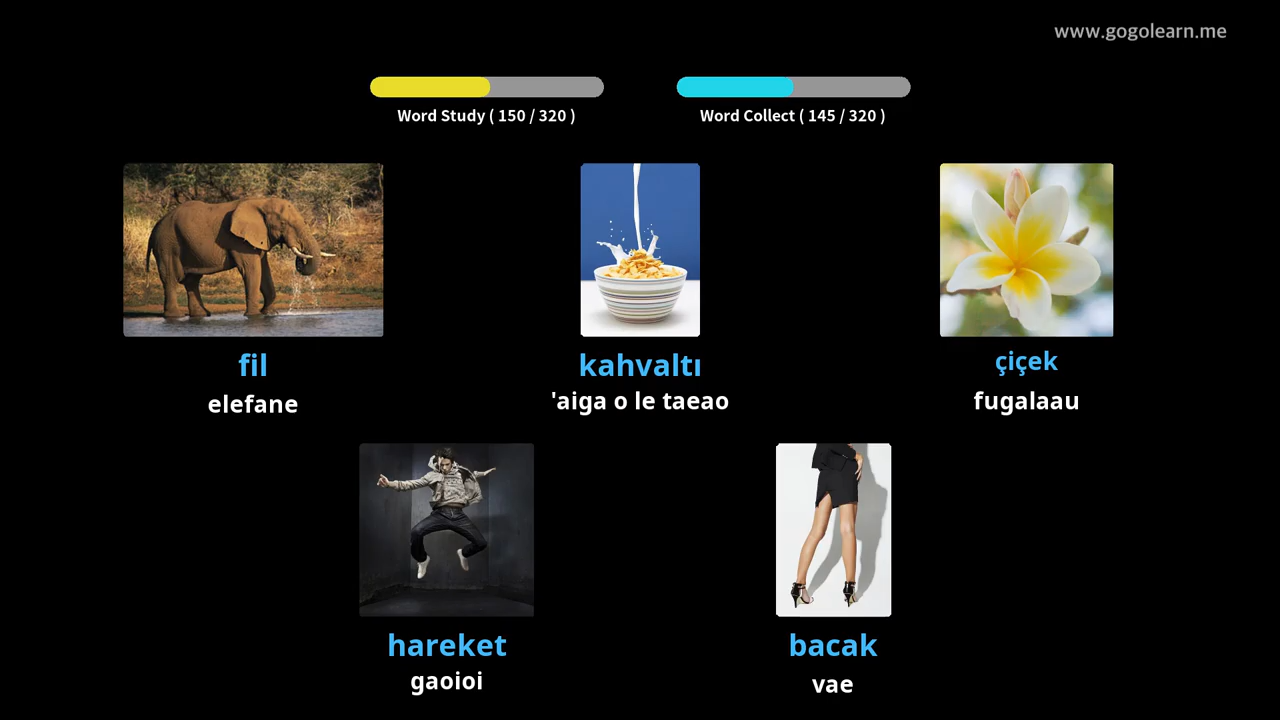 www.gogolearn.me
Word Study ( 150 / 320 )
Word Collect ( 145 / 320 )
fil
elefane
kahvaltı
'aiga o le taeao
çiçek
fugalaau
hareket
gaoioi
bacak
vae